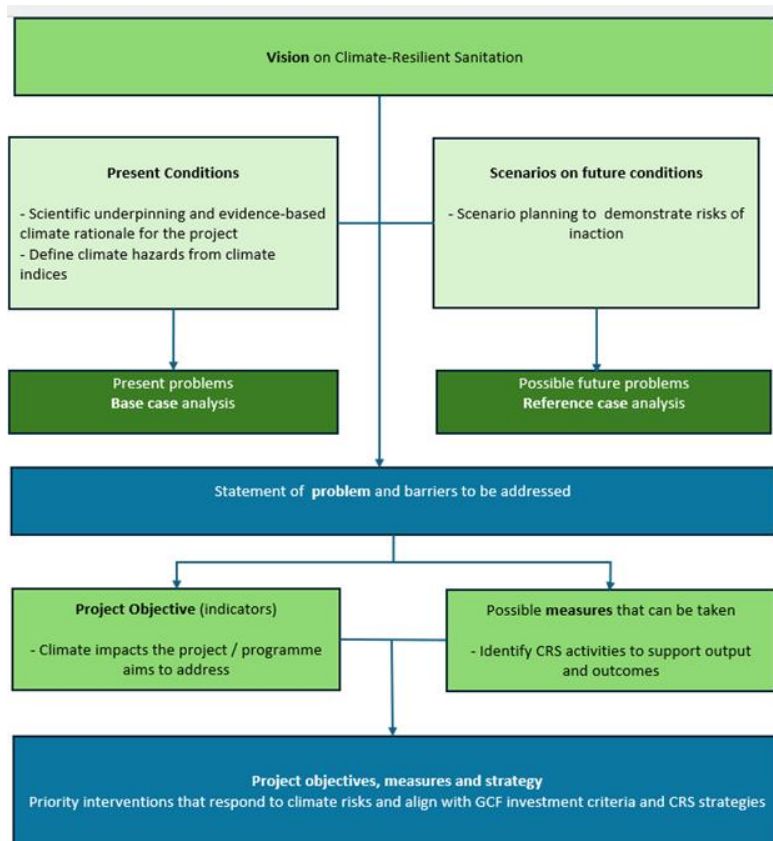 Vision on Climate-Resilient Sanitation
Present Conditions
- Scientific underpinning and evidence-based
climate rationale for the project
- Define climate hazards from climate
indices
Scenarios on future conditions
- Scenario planning to demonstrate risks of
inaction
Present problems
Base case analysis
Possible future problems
Reference case analysis
Statement of problem and barriers to be addressed
Project Objective (indicators)
- Climate impacts the project / programme
aims to address
Possible measures that can be taken
- Identify CRS activities to support output
and outcomes
Project objectives, measures and strategy
Priority interventions that respond to climate risks and align with GCF investment criteria and CRS strategies